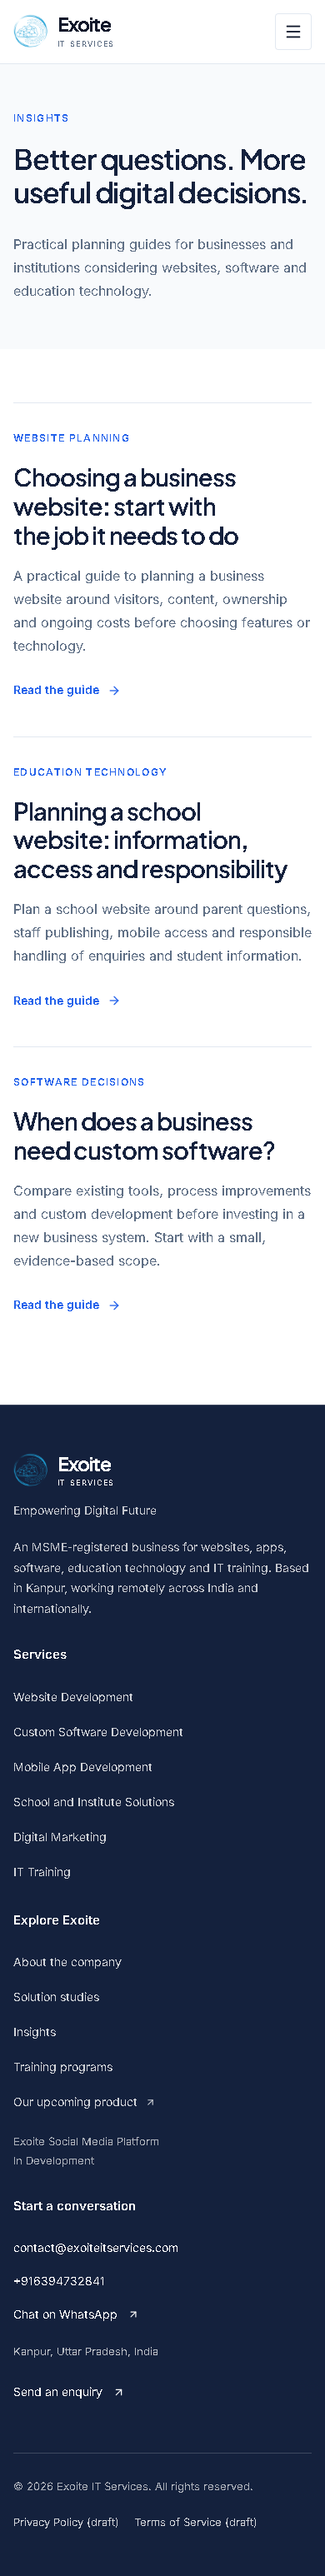 Exoite
IT SERVICES
INSIGHTS
Better questions. More
useful digital decisions.
Practical planning guides for businesses and
institutions considering websites, software and
education technology.
WEBSITE PLANNING
Choosing a business
website: start with
the job it needs to do
A practical guide to planning a business
website around visitors, content, ownership
and ongoing costs before choosing features or
technology.
Read the guide →
EDUCATION TECHNOLOGY
Planning a school
website: information,
access and responsibility
Plan a school website around parent questions,
staff publishing, mobile access and responsible
handling of enquiries and student information.
Read the guide →
SOFTWARE DECISIONS
When does a business
need custom software?
Compare existing tools, process improvements
and custom development before investing in a
new business system. Start with a small,
evidence-based scope.
Read the guide →
Exoite
IT SERVICES
Empowering Digital Future
An MSME-registered business for websites, apps,
software, education technology and IT training. Based
in Kanpur, working remotely across India and
internationally.
Services
Website Development
Custom Software Development
Mobile App Development
School and Institute Solutions
Digital Marketing
IT Training
Explore Exoite
About the company
Solution studies
Insights
Training programs
Our upcoming product ↗
Exoite Social Media Platform
In Development
Start a conversation
contact@exoiteitservices.com
+916394732841
Chat on WhatsApp ↗
Kanpur, Uttar Pradesh, India
Send an enquiry ↗
© 2026 Exoite IT Services. All rights reserved.
Privacy Policy (draft) Terms of Service (draft)